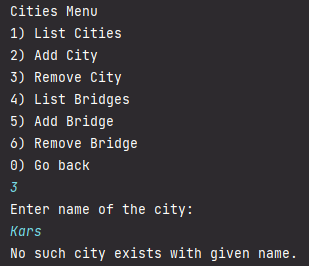 Cities Menu
1) List Cities
2) Add City
3) Remove City
4) List Bridges
5) Add Bridge
6) Remove Bridge
0) Go back
3
Enter name of the city:
Kars
No such city exists with given name.